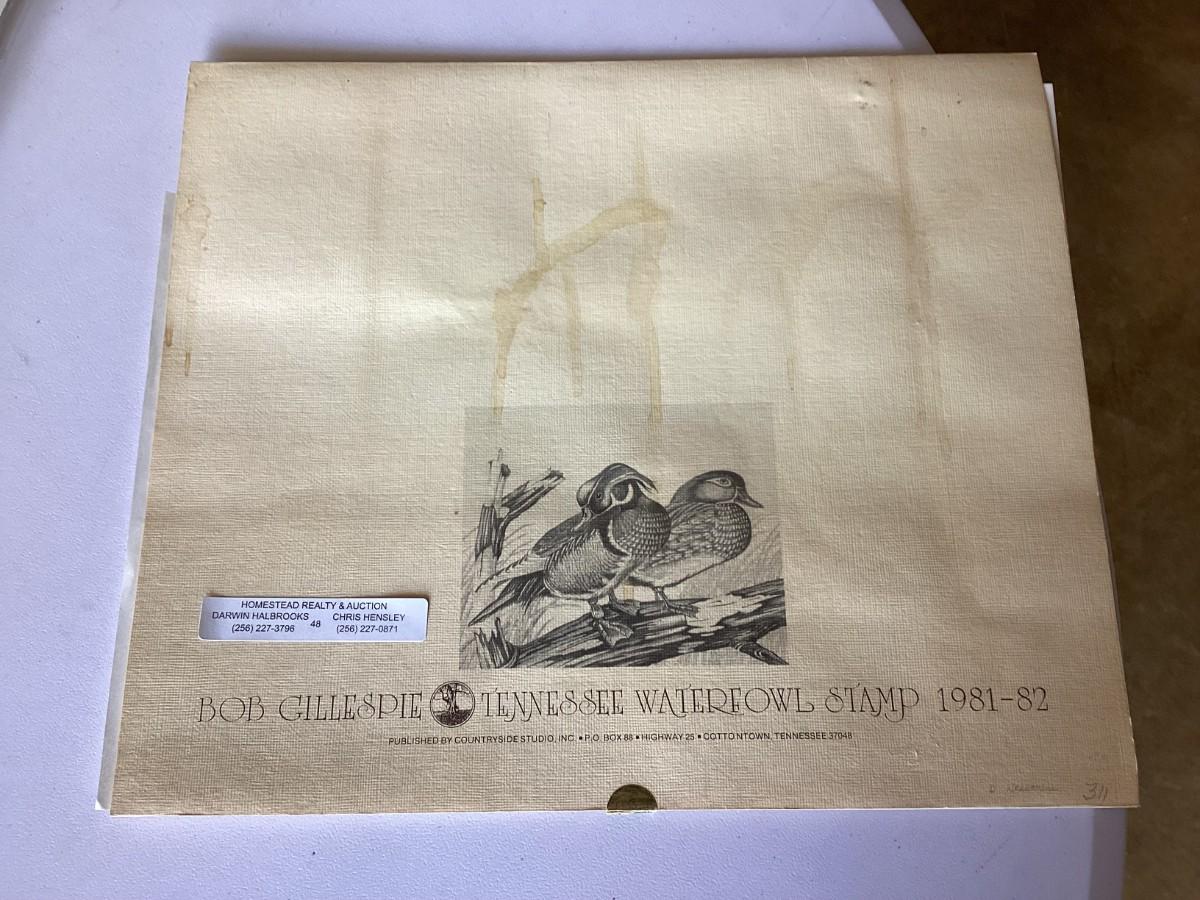 HOMESTEAD REALTY & AUCTION
DARWIN HALBROOKS 48 CHRIS HENSLEY
(256) 227-3796 (256) 227-0871
BOB GILLESPIE TENNESSEE WATERFOWL STAMP 1981-82
PUBLISHED BY COUNTRYSIDE STUDIO, INC. • P.O. BOX 88 • HIGHWAY 25 • COTTONTOWN, TENNESSEE 37048
311